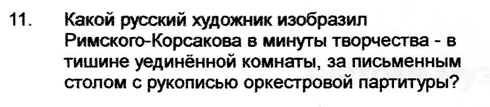 11. Какой русский художник изобразил
Римского-Корсакова в минуты творчества - в
тишине уединённой комнаты, за письменным
столом с рукописью оркестровой партитуры?